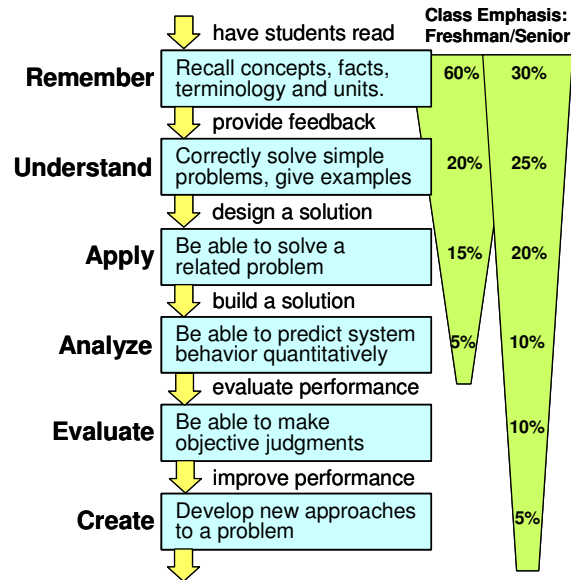 Class Emphasis:
have students read Freshman/Senior
Remember Recall concepts, facts, 60% 30%
terminology and units.
provide feedback
Understand Correctly solve simple 20% 25%
problems, give examples
design a solution
Apply Be able to solve a 15% 20%
related problem
build a solution
Analyze Be able to predict system 5% 10%
behavior quantitatively
evaluate performance
Evaluate Be able to make 10%
objective judgments
improve performance
Create Develop new approaches 5%
to a problem